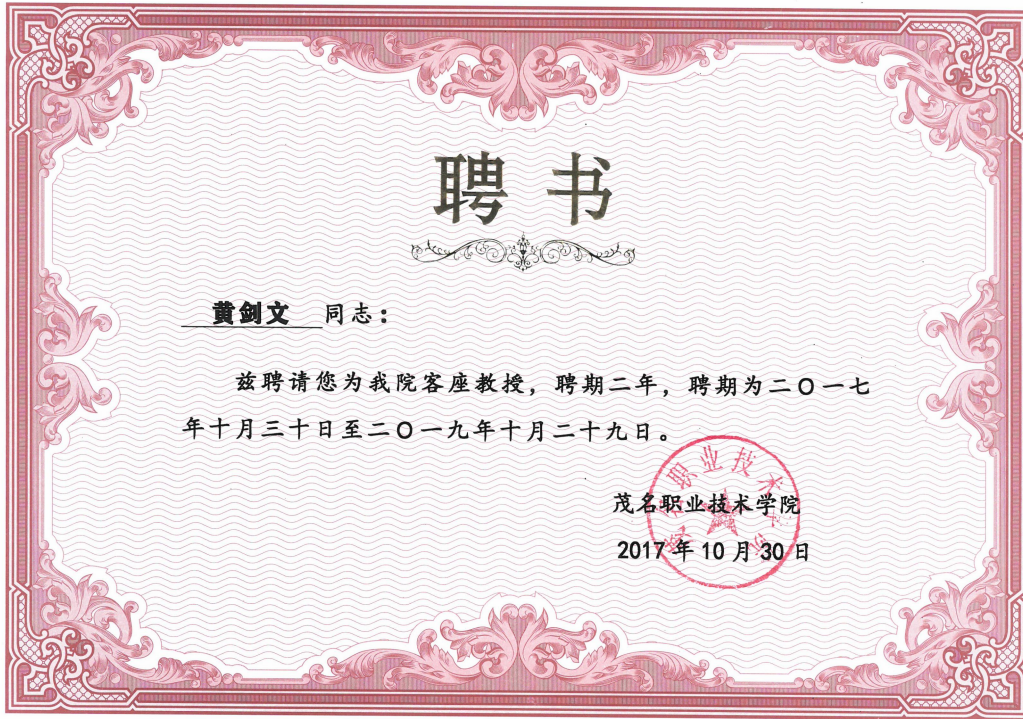 聘书
黄剑文 同志：
兹聘请您为我院客座教授，聘期二年，聘期为二〇一七
年十月三十日至二〇一九年十月二十九日。
茂名职业技术学院
2017年10月30日